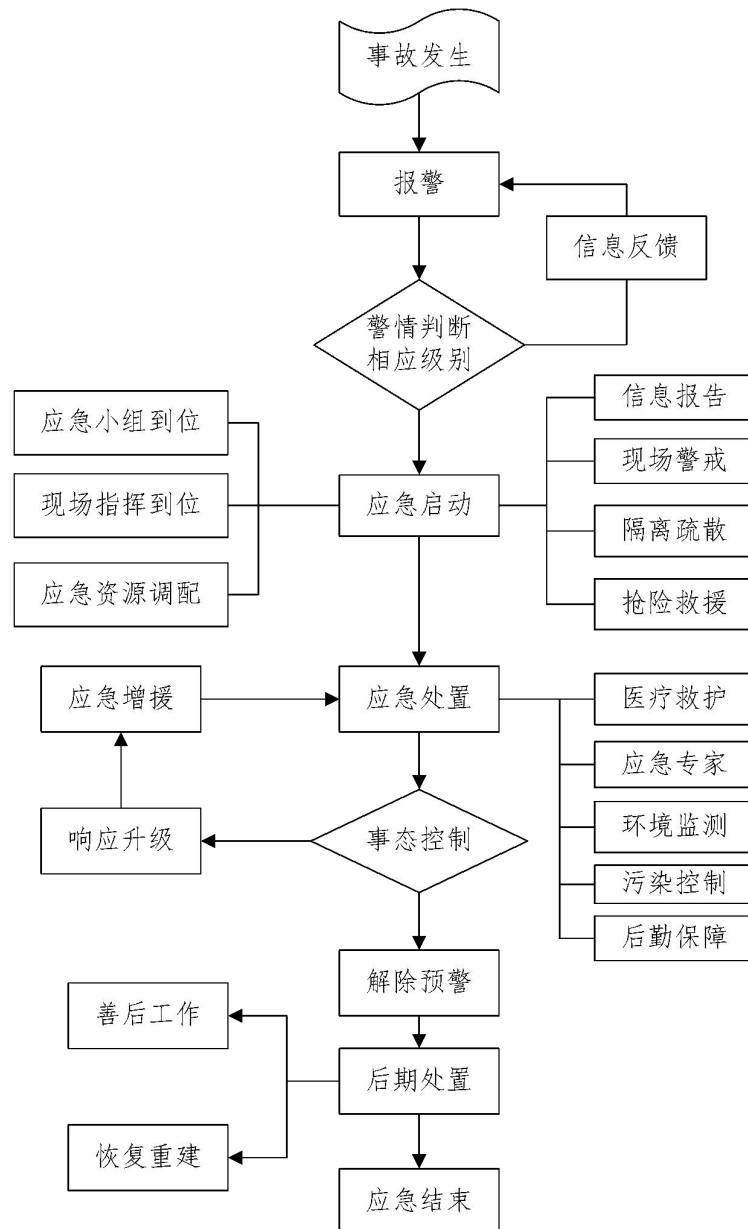 事故发生
报警
信息反馈
警情判断
相应级别
应急小组到位
现场指挥到位
应急资源调配
应急启动
信息报告
现场警戒
隔离疏散
抢险救援
应急增援
应急处置
医疗救护
应急专家
环境监测
污染控制
后勤保障
响应升级
事态控制
解除预警
善后工作
后期处置
恢复重建
应急结束